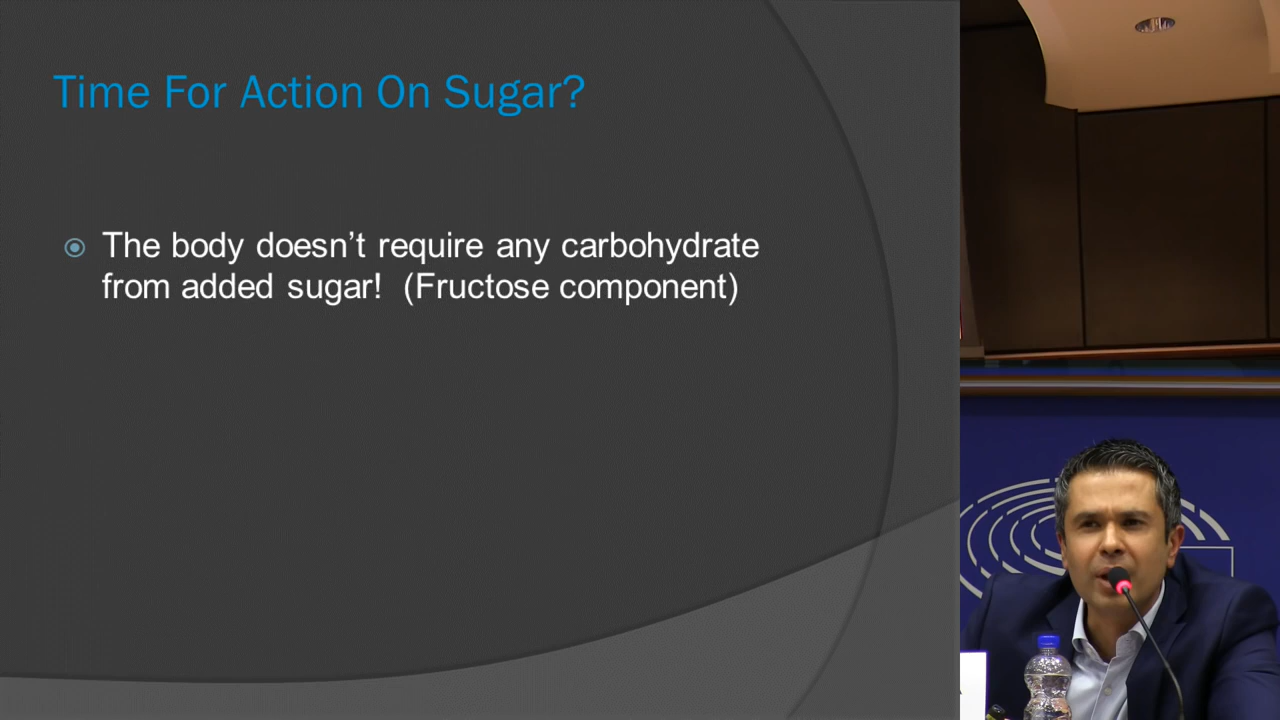 Time For Action On Sugar?
The body doesn’t require any carbohydrate
from added sugar!  (Fructose component)